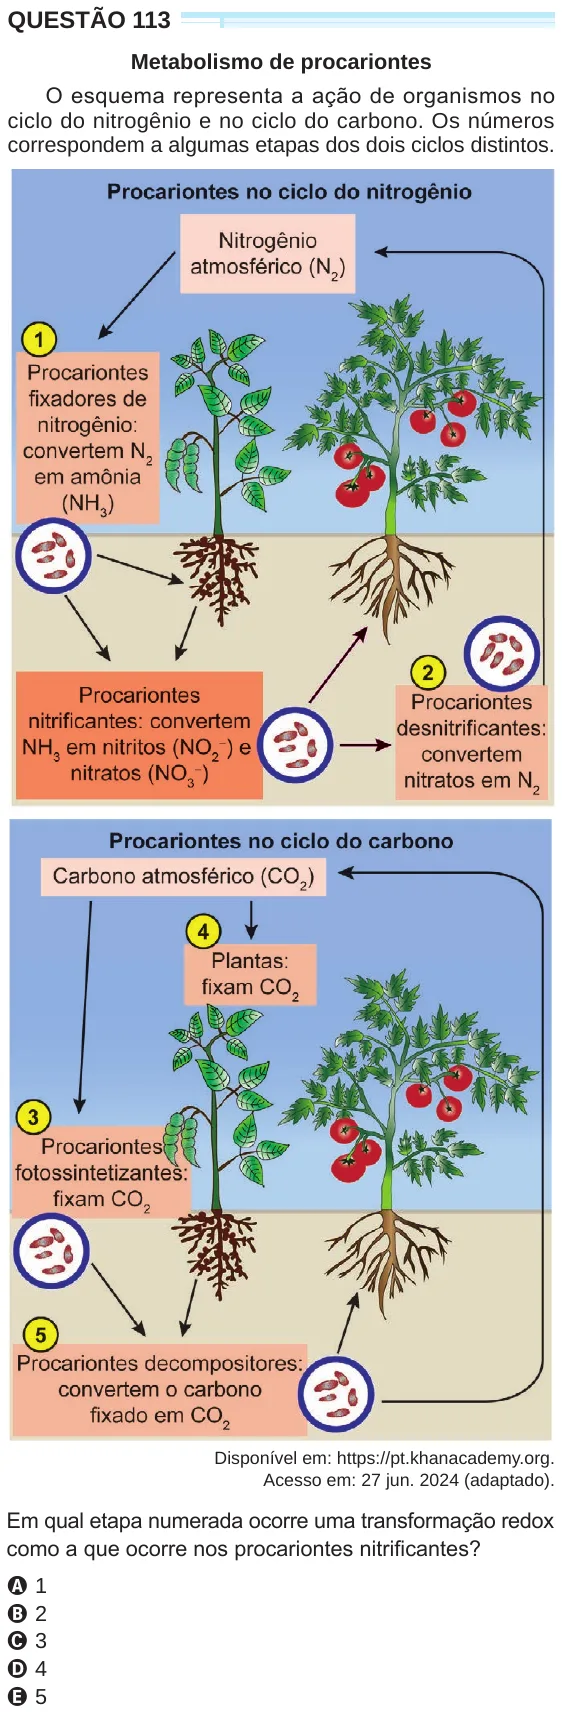 QUESTÃO 113
Metabolismo de procariontes
O esquema representa a ação de organismos no
ciclo do nitrogênio e no ciclo do carbono. Os números
correspondem a algumas etapas dos dois ciclos distintos.
Procariontes no ciclo do nitrogênio
Nitrogênio
atmosférico (N₂)
1
Procariontes
fixadores de
nitrogênio:
convertem N₂
em amônia
(NH₃)
2
Procariontes
desnitrificantes:
convertem
nitratos em N₂
Procariontes
nitrificantes: convertem
NH₃ em nitritos (NO₂⁻) e
nitratos (NO₃⁻)
Procariontes no ciclo do carbono
Carbono atmosférico (CO₂)
4
Plantas:
fixam CO₂
3
Procariontes
fotossintetizantes:
fixam CO₂
5
Procariontes decompositores:
convertem o carbono
fixado em CO₂
Disponível em: https://pt.khanacademy.org.
Acesso em: 27 jun. 2024 (adaptado).
Em qual etapa numerada ocorre uma transformação redox
como a que ocorre nos procariontes nitrificantes?
A 1
B 2
C 3
D 4
E 5